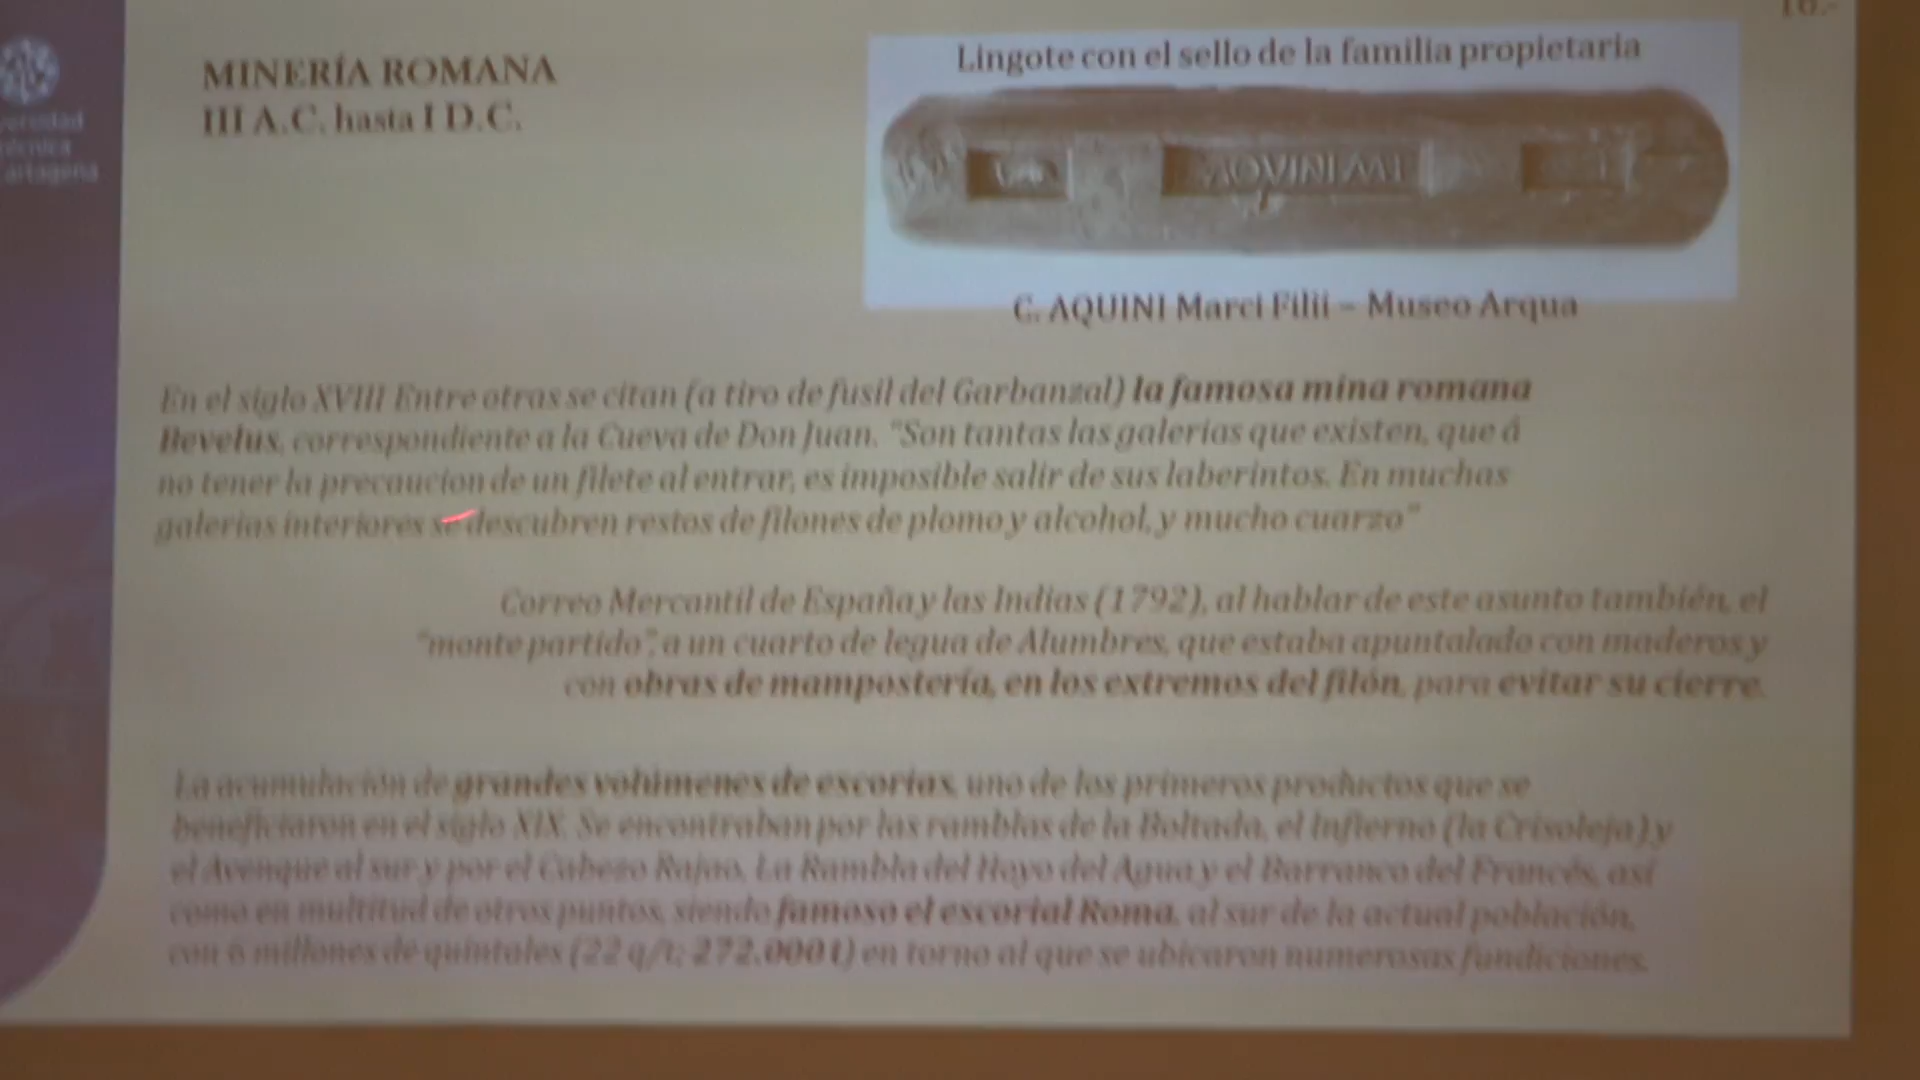 16.-
MINERÍA ROMANA
III A.C. hasta I D.C.
Lingote con el sello de la familia propietaria
AQVINI M F
C. AQUINI Marci Filii – Museo Arqua
En el siglo XVIII Entre otras se citan (a tiro de fusil del Garbanzal) la famosa mina romana
correspondiente a la Cueva de Don Juan. "Son tantas las galerías que existen, que á
no tener la precaucion de un filete al entrar, es imposible salir de sus laberintos. En muchas
galerías interiores se descubren restos de filones de plomo y alcohol, y mucho cuarzo"
Correo Mercantil de España y las Indias (1792), al hablar de este asunto también, el
"monte partido", a un cuarto de legua de Alumbres, que estaba apuntalado con maderos y
con obras de mampostería, en los extremos del filón, para evitar su cierre.
La acumulación de grandes volúmenes de escorias, uno de los primeros productos que se
beneficiaron en el siglo XIX. Se encontraban por las ramblas de la Boltada, el Infierno (la Crisoleja) y
el Avenque al sur y por el Cabezo Rajao, La Rambla del Hoyo del Agua y el Barranco del Francés, así
como en multitud de otros puntos, siendo famoso el escorial Roma, al sur de la actual población,
con 6 millones de quintales (22 q/t; 272.000 t) en torno al que se ubicaron numerosas fundiciones.